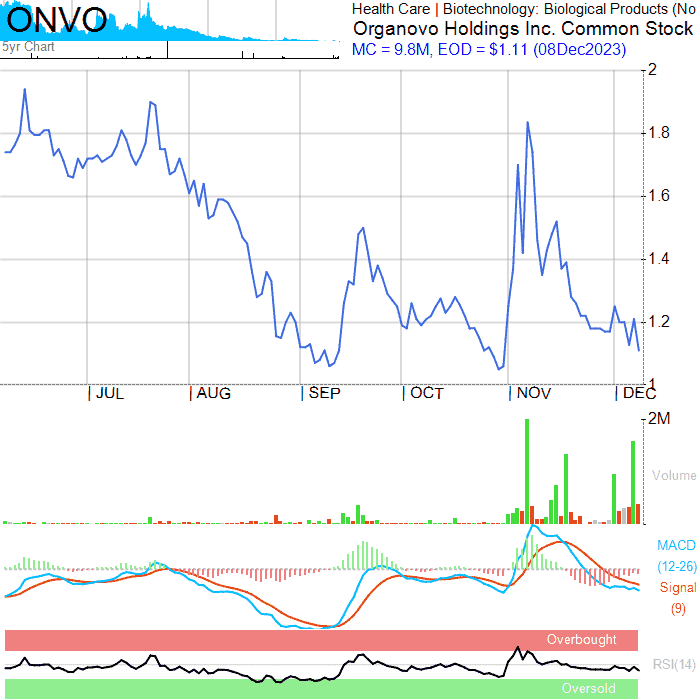 ONVO
5yr Chart
Health Care | Biotechnology: Biological Products (No
Organovo Holdings Inc. Common Stock
MC = 9.8M, EOD = $1.11 (08Dec2023)
2
1.8
1.6
1.4
1.2
1
JUL AUG SEP OCT NOV DEC
2M
Volume
MACD
(12-26)
Signal
(9)
Overbought
RSI(14)
Oversold